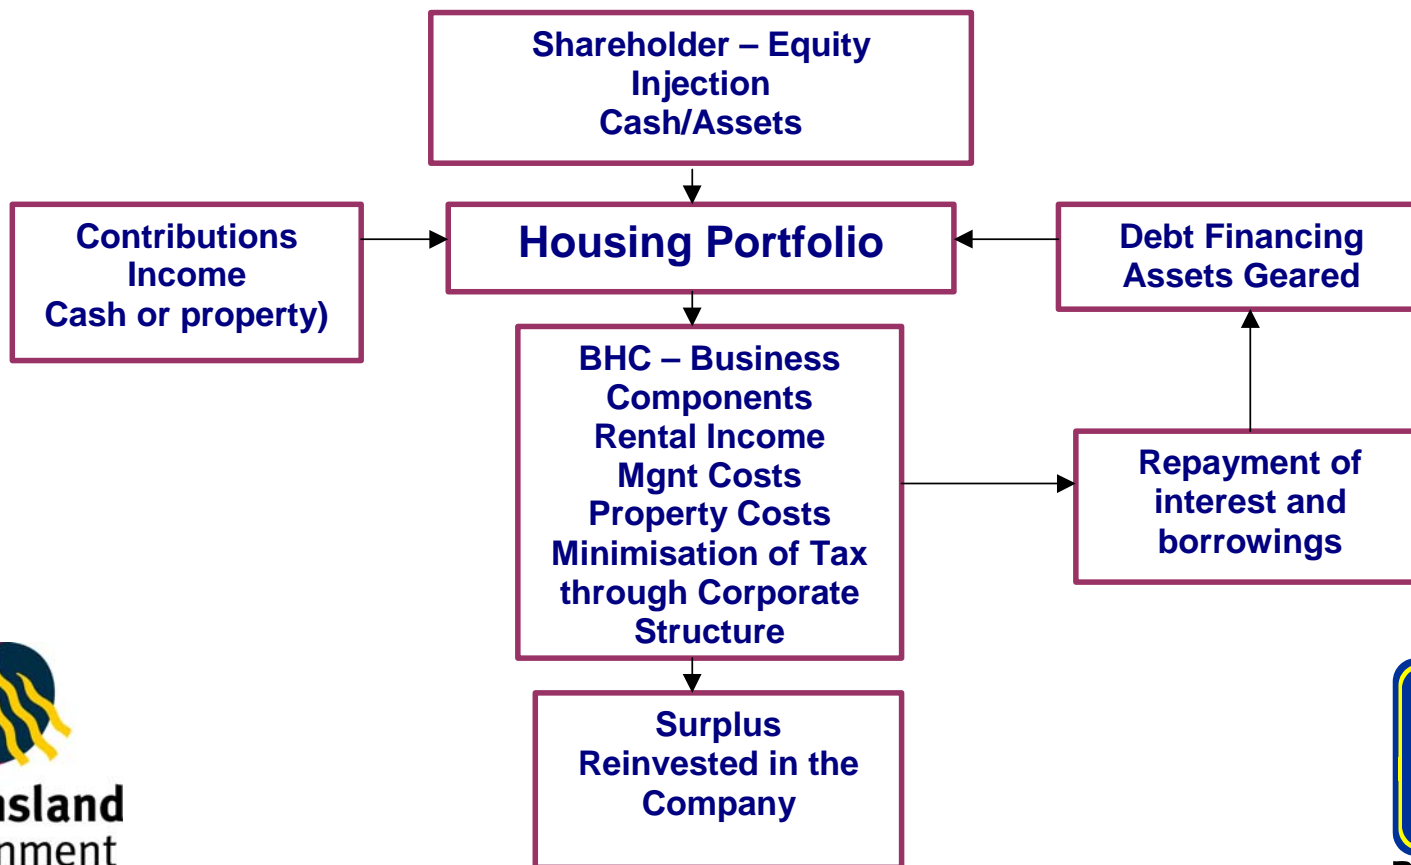 Shareholder – Equity
Injection
Cash/Assets
Contributions
Income
Cash or property)
Housing Portfolio
Debt Financing
Assets Geared
BHC – Business
Components
Rental Income
Mgnt Costs
Property Costs
Minimisation of Tax
through Corporate
Structure
Repayment of
interest and
borrowings
Surplus
Reinvested in the
Company
nsland
nment